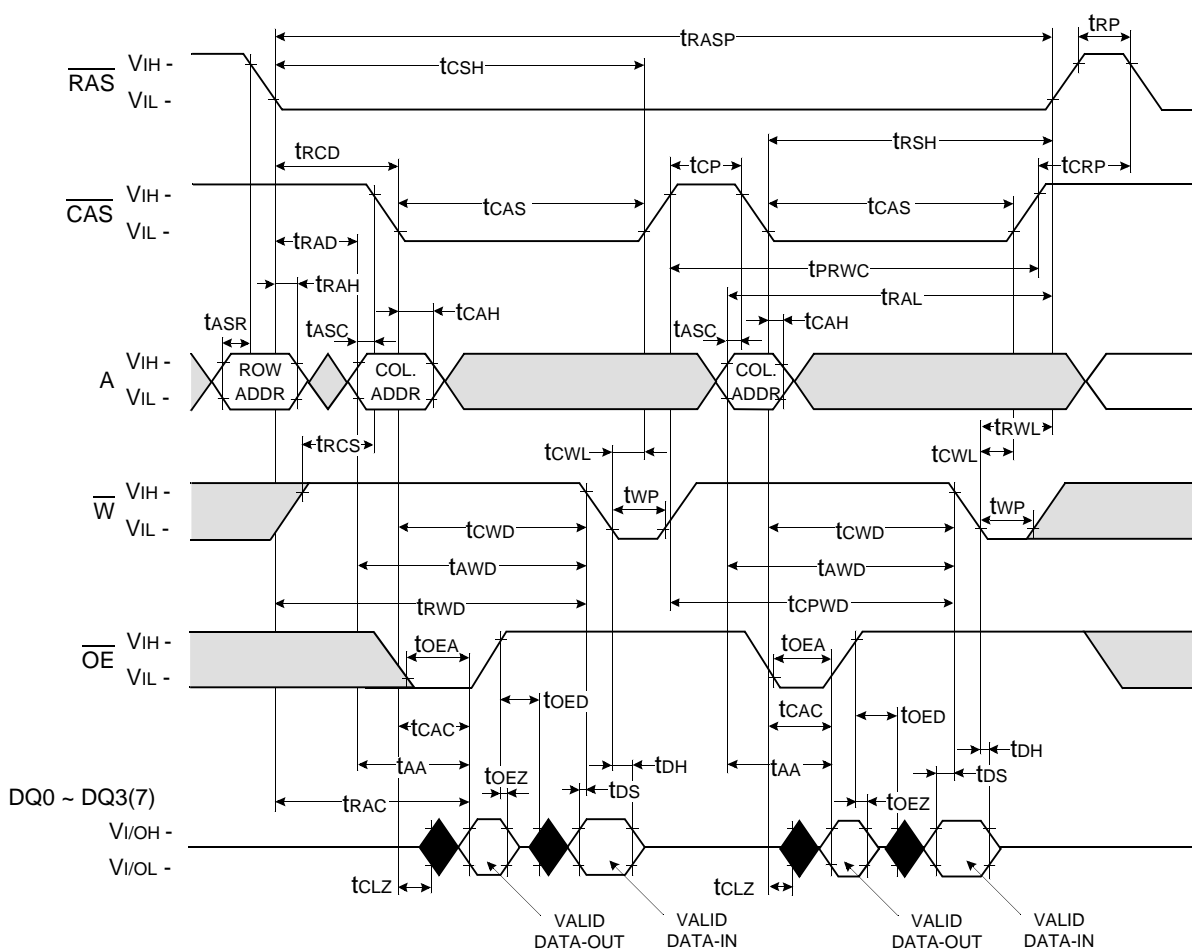 tRP
tRASP
tCSH
RAS
VIH -
VIL -
tRCD
tRSH
tCP
tCRP
CAS
VIH -
VIL -
tCAS
tCAS
tRAD
tPRWC
tRAH
tRAL
tASR
tASC
tCAH
tASC
tCAH
A
VIH -
VIL -
ROW
ADDR
COL.
ADDR
COL.
ADDR
tRCS
tCWL
tRWL
tCWL
W
VIH -
VIL -
tWP
tWP
tCWD
tCWD
tAWD
tAWD
tRWD
tCPWD
OE
VIH -
VIL -
tOEA
tOEA
tOED
tOED
tCAC
tCAC
tAA
tDH
tAA
tDH
tOEZ
tDS
tOEZ
tDS
tRAC
DQ0 ~ DQ3(7)
VI/OH -
VI/OL -
tCLZ
tCLZ
VALID
DATA-OUT
VALID
DATA-IN
VALID
DATA-OUT
VALID
DATA-IN